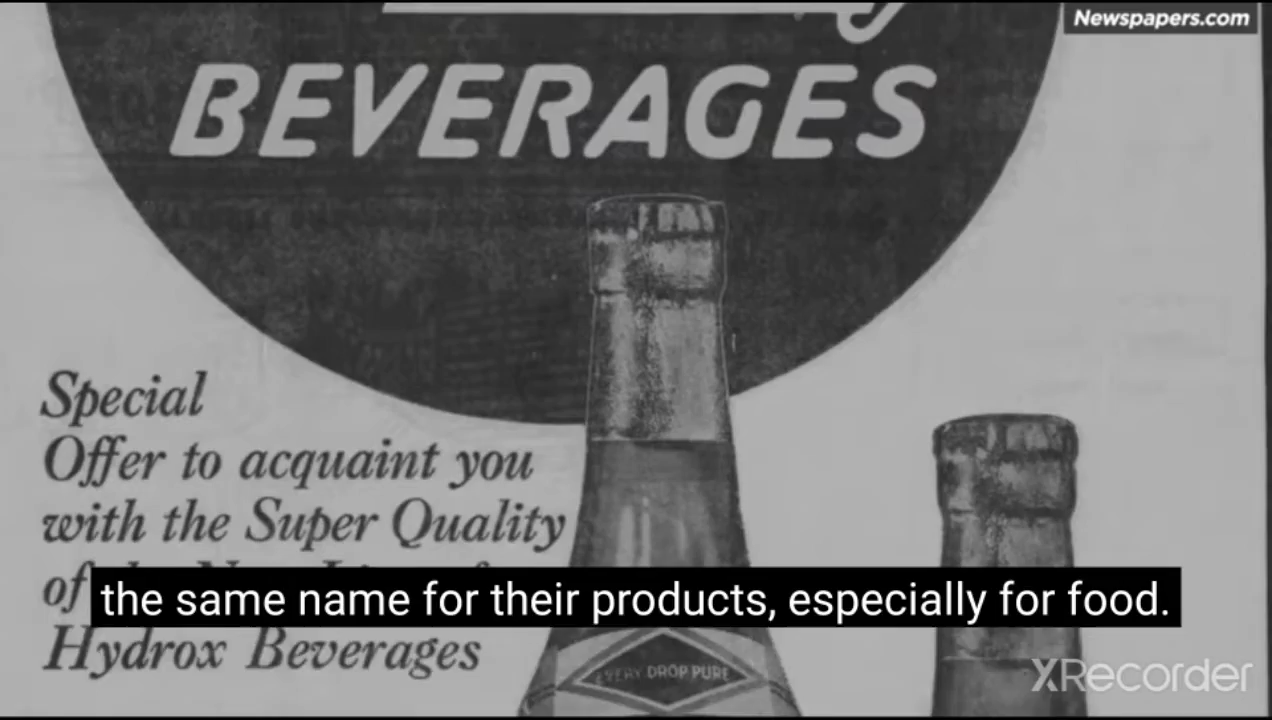 Newspapers.com
BEVERAGES
Special
Offer to acquaint you
with the Super Quality
of
the same name for their products, especially for food.
Hydrox Beverages
EVERY DROP PURE
XRecorder